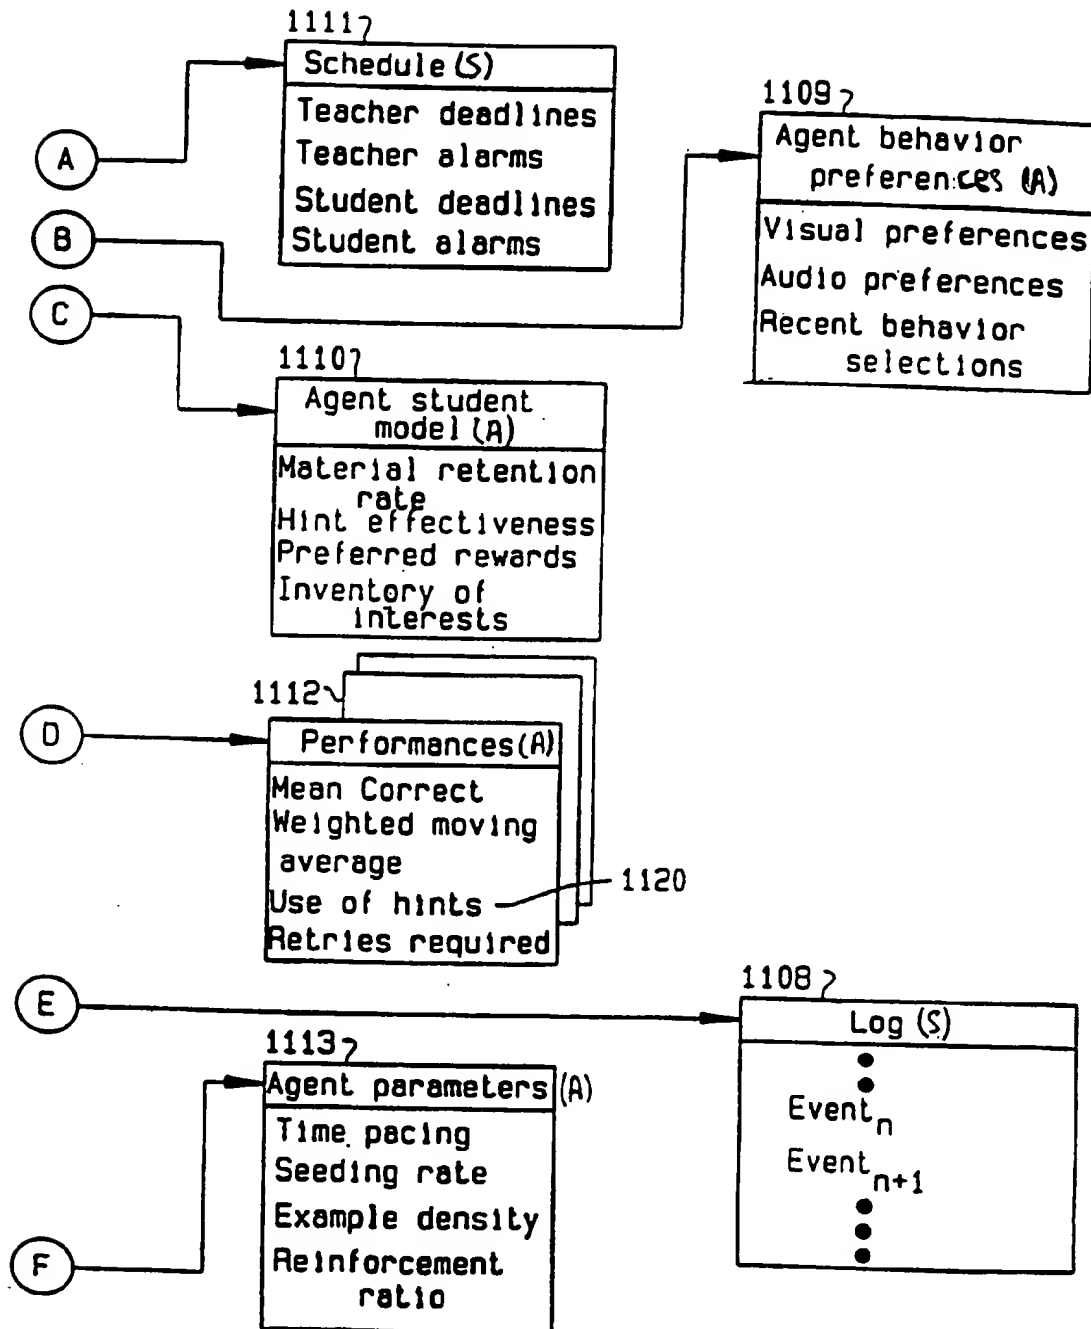 1111
Schedule (S)
Teacher deadlines
Teacher alarms
Student deadlines
Student alarms
A
B
C
1109
Agent behavior
preferences (A)
Visual preferences
Audio preferences
Recent behavior
selections
1110
Agent student
model (A)
Material retention
rate
Hint effectiveness
Preferred rewards
Inventory of
interests
1112
D
Performances (A)
Mean Correct
Weighted moving
average
Use of hints
1120
Retries required
E
1108
Log (S)
Event n
Event n+1
1113
Agent parameters (A)
Time pacing
Seeding rate
Example density
Reinforcement
ratio
F